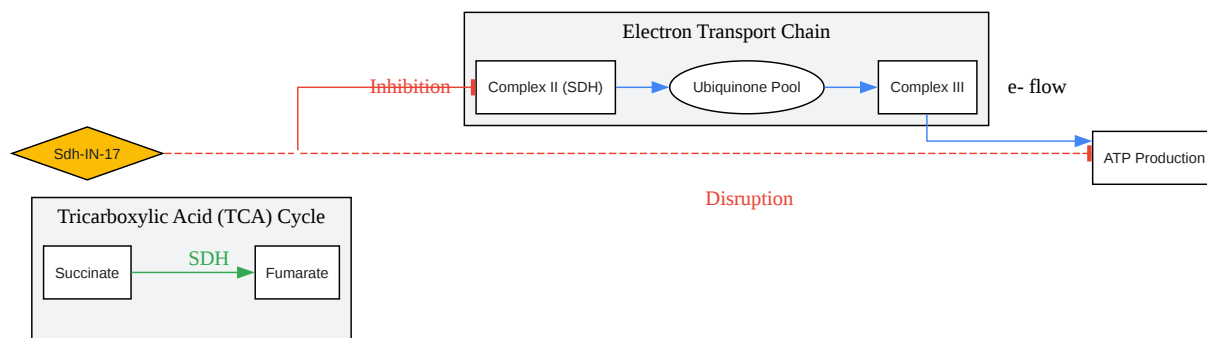 Electron Transport Chain
Inhibition
Complex II (SDH)
Ubiquinone Pool
Complex III
e- flow
Sdh-IN-17
ATP Production
Disruption
Tricarboxylic Acid (TCA) Cycle
SDH
Succinate
Fumarate